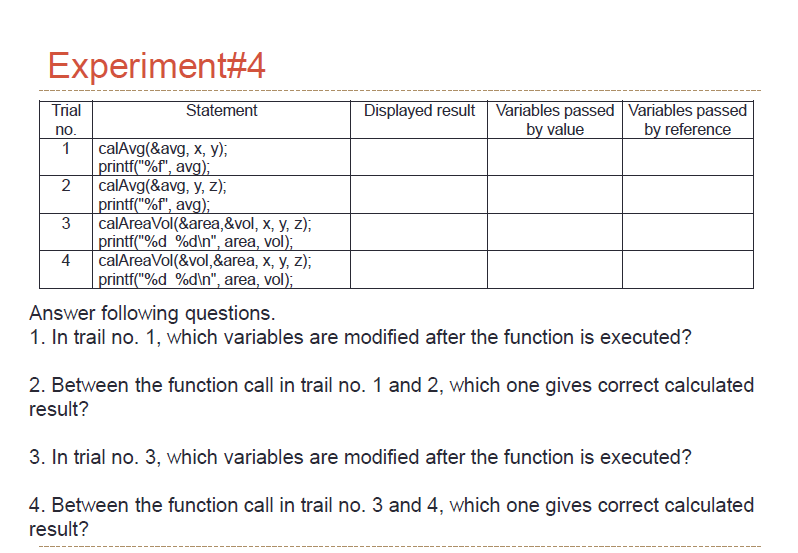 Experiment#4
Trial no. Statement Displayed result Variables passed by value Variables passed by reference
1 calAvg(&avg, x, y);
printf("%f", avg);
2 calAvg(&avg, y, z);
printf("%f", avg);
3 calAreaVol(&area,&vol, x, y, z);
printf("%d %d\n", area, vol);
4 calAreaVol(&vol,&area, x, y, z);
printf("%d %d\n", area, vol);
Answer following questions.
1. In trail no. 1, which variables are modified after the function is executed?
2. Between the function call in trail no. 1 and 2, which one gives correct calculated
result?
3. In trial no. 3, which variables are modified after the function is executed?
4. Between the function call in trail no. 3 and 4, which one gives correct calculated
result?